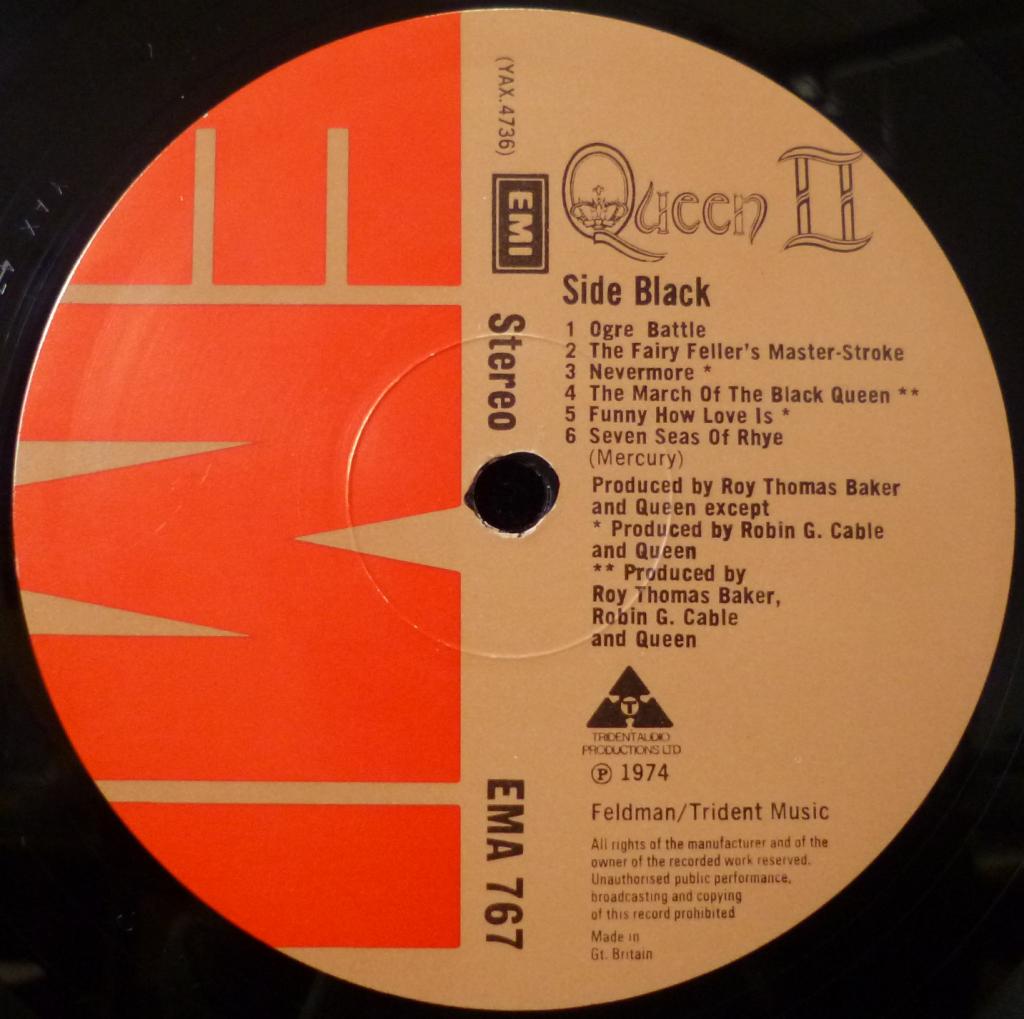 (YAX.4736)
EMI
Stereo
EMA 767
Queen II
Side Black
1 Ogre Battle
2 The Fairy Feller's Master-Stroke
3 Nevermore *
4 The March Of The Black Queen **
5 Funny How Love Is *
6 Seven Seas Of Rhye
(Mercury)
Produced by Roy Thomas Baker
and Queen except
* Produced by Robin G. Cable
and Queen
** Produced by
Roy Thomas Baker,
Robin G. Cable
and Queen
T
TRIDENT AUDIO
PRODUCTIONS LTD
Ⓟ 1974
Feldman/Trident Music
All rights of the manufacturer and of the
owner of the recorded work reserved.
Unauthorised public performance,
broadcasting and copying
of this record prohibited
Made in
Gt. Britain